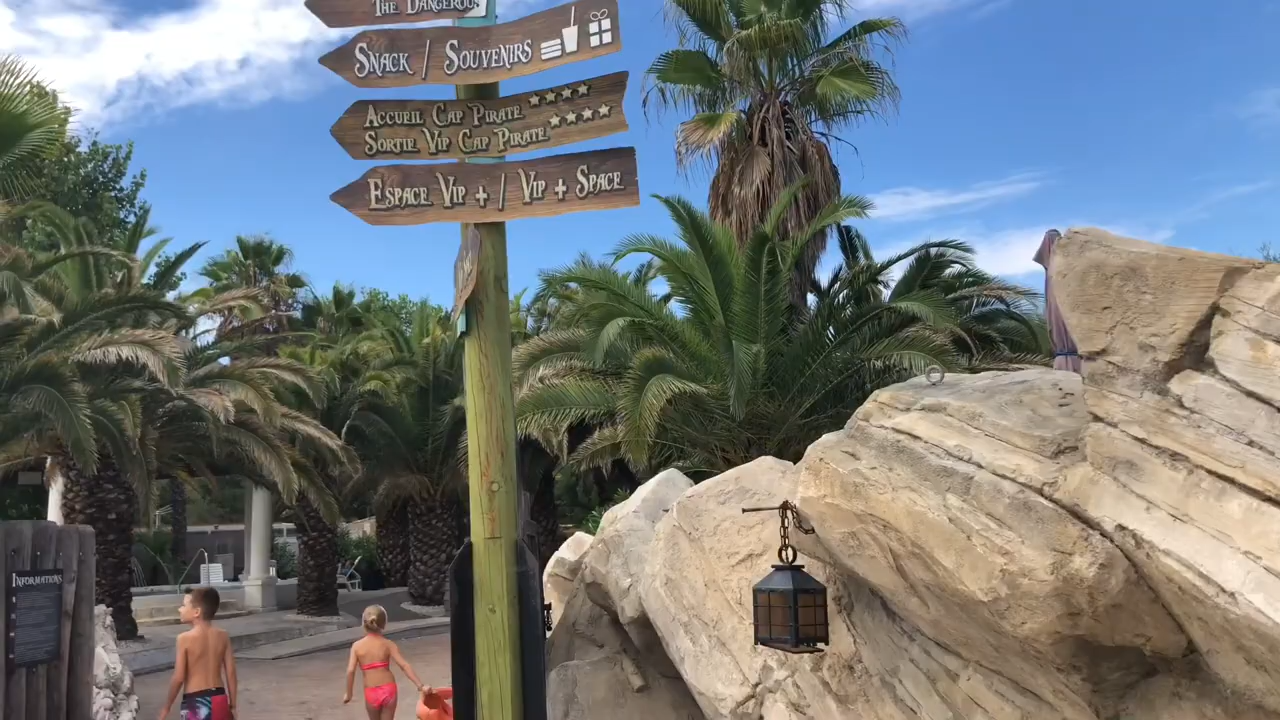 The Dangerous
Snack / Souvenirs
Accueil Cap Pirate
Sortie Vip Cap Pirate
Espace Vip + / Vip + Space
Informations